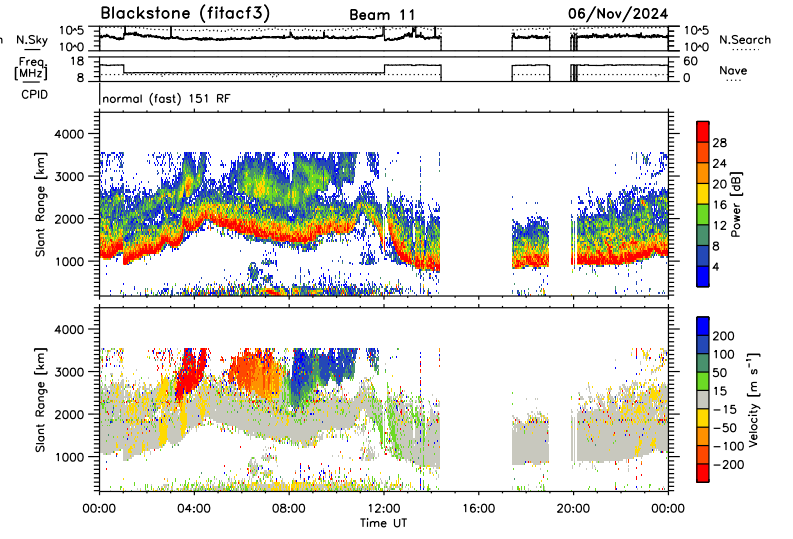 Blackstone (fitacf3) Beam 11 06/Nov/2024
n N.Sky 10^5 10^0 10^5 10^0 N.Search
Freq. [MHz] 18 8 60 0 Nave
CPID normal (fast) 151 RF
Slant Range [km] 4000 3000 2000 1000
28 24 20 16 12 8 4 Power [dB]
Slant Range [km] 4000 3000 2000 1000
200 100 50 15 -15 -50 -100 -200 Velocity [m s⁻¹]
00:00 04:00 08:00 12:00 16:00 20:00 00:00
Time UT